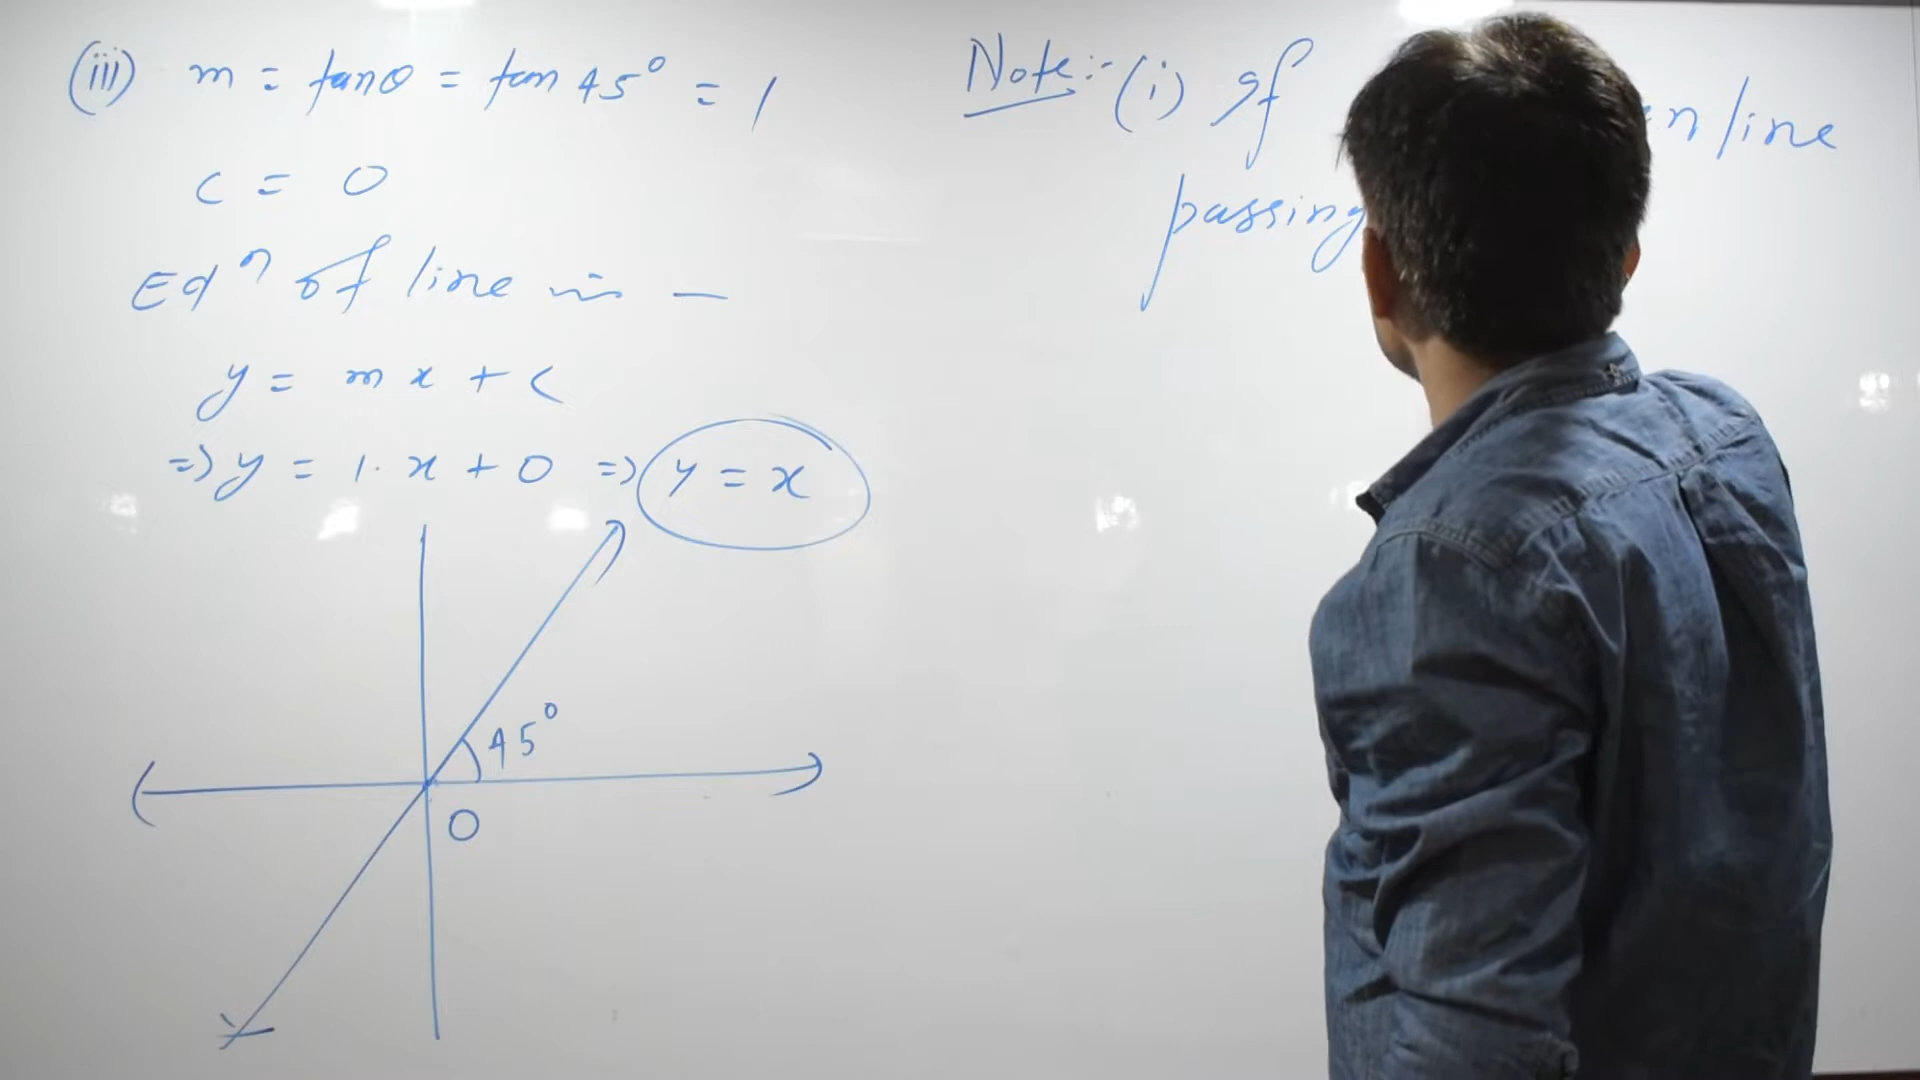 (iii) m = tanθ = tan 45° = 1
c = 0
Eqⁿ of line is —
y = mx + c
⇒ y = 1·x + 0 ⇒ y = x
45°
O
Note:- (i) If
n line
passing